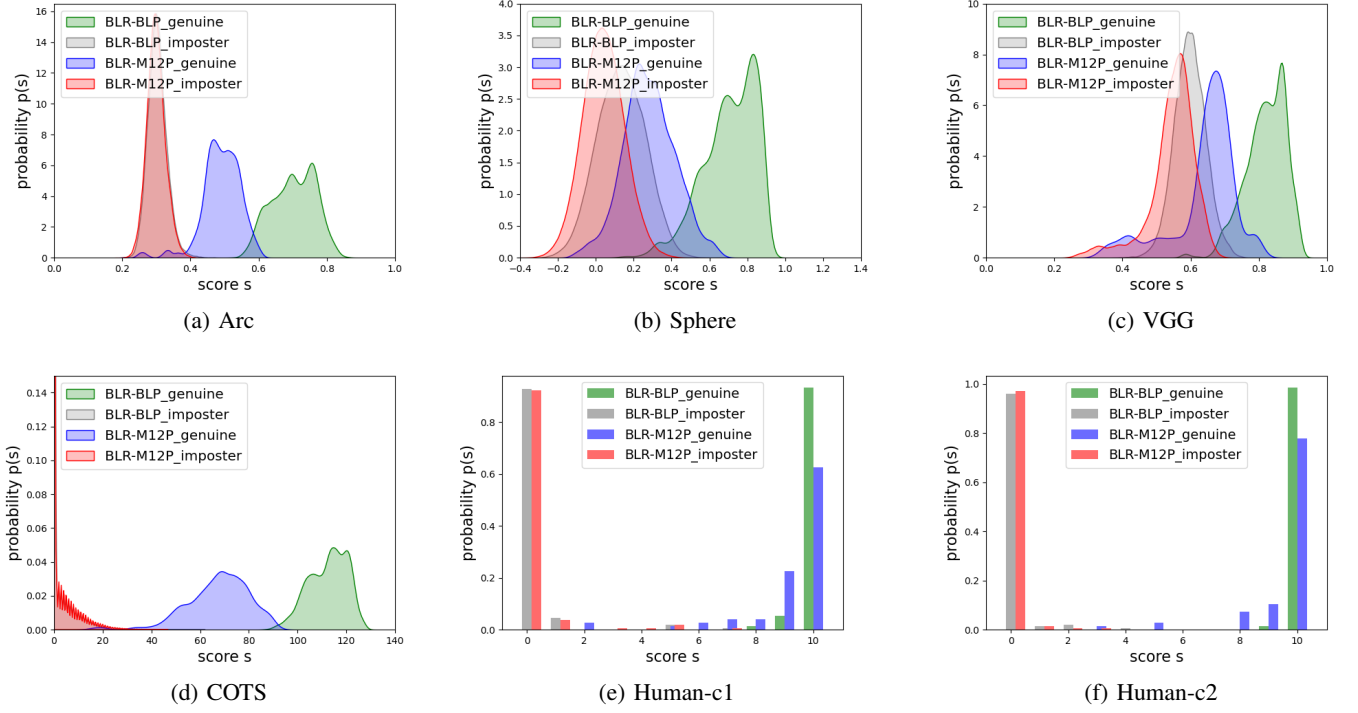 probability p(s)
16
14
12
10
8
6
4
2
0
BLR-BLP_genuine
BLR-BLP_imposter
BLR-M12P_genuine
BLR-M12P_imposter
0.0 0.2 0.4 0.6 0.8 1.0
score s
(a) Arc
probability p(s)
4.0
3.5
3.0
2.5
2.0
1.5
1.0
0.5
0.0
BLR-BLP_genuine
BLR-BLP_imposter
BLR-M12P_genuine
BLR-M12P_imposter
−0.4 −0.2 0.0 0.2 0.4 0.6 0.8 1.0 1.2 1.4
score s
(b) Sphere
probability p(s)
10
8
6
4
2
0
BLR-BLP_genuine
BLR-BLP_imposter
BLR-M12P_genuine
BLR-M12P_imposter
0.0 0.2 0.4 0.6 0.8 1.0
score s
(c) VGG
probability p(s)
0.14
0.12
0.10
0.08
0.06
0.04
0.02
0.00
BLR-BLP_genuine
BLR-BLP_imposter
BLR-M12P_genuine
BLR-M12P_imposter
0 20 40 60 80 100 120 140
score s
(d) COTS
probability p(s)
0.8
0.6
0.4
0.2
0.0
BLR-BLP_genuine
BLR-BLP_imposter
BLR-M12P_genuine
BLR-M12P_imposter
0 2 4 6 8 10
score s
(e) Human-c1
probability p(s)
1.0
0.8
0.6
0.4
0.2
0.0
BLR-BLP_genuine
BLR-BLP_imposter
BLR-M12P_genuine
BLR-M12P_imposter
0 2 4 6 8 10
score s
(f) Human-c2